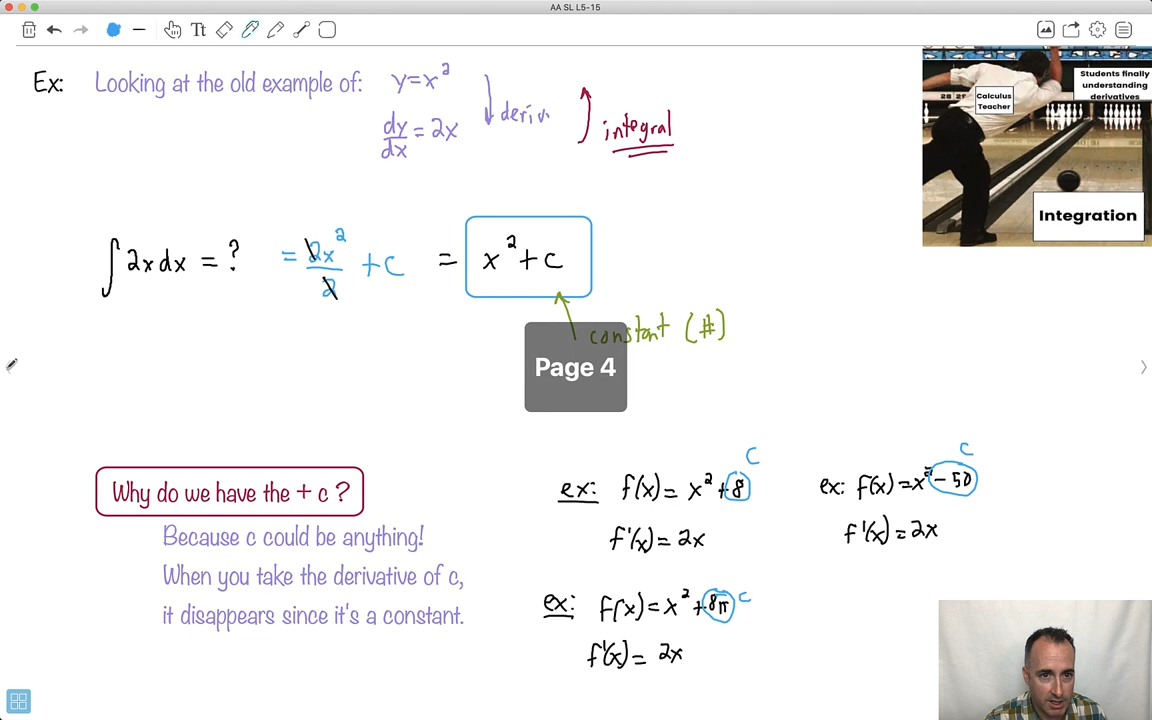 AA SL L5-15
Tt
Ex: Looking at the old example of: y=x²
dy/dx = 2x
deriv.
integral
Calculus
Teacher
Students finally
understanding
derivatives
Integration
∫2x dx = ? = 2x²/2 + c = x² + c
constant (#)
Page 4
Why do we have the + c ?
Because c could be anything!
When you take the derivative of c,
it disappears since it's a constant.
c
ex: f(x) = x² + 8
f'(x) = 2x
c
ex: f(x) = x² - 50
f'(x) = 2x
ex: f(x) = x² + 8π c
f'(x) = 2x